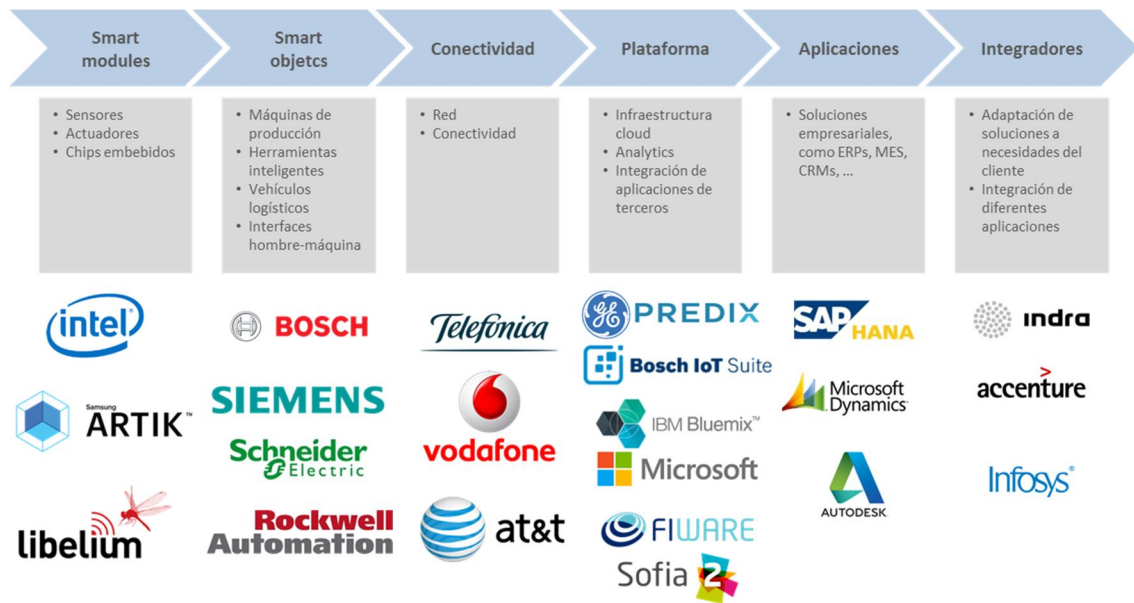 Smart
modules
Smart
objetcs
Conectividad
Plataforma
Aplicaciones
Integradores
• Sensores
• Actuadores
• Chips embebidos
• Máquinas de
producción
• Herramientas
inteligentes
• Vehículos
logísticos
• Interfaces
hombre-máquina
• Red
• Conectividad
• Infraestructura
cloud
• Analytics
• Integración de
aplicaciones de
terceros
• Soluciones
empresariales,
como ERPs, MES,
CRMs, ...
• Adaptación de
soluciones a
necesidades del
cliente
• Integración de
diferentes
aplicaciones
intel
Samsung
ARTIK™
libelium
BOSCH
SIEMENS
Schneider
Electric
Rockwell
Automation
Telefónica
vodafone
at&t
GE PREDIX
Bosch IoT Suite
IBM Bluemix™
Microsoft
FIWARE
Sofia 2
SAP HANA
Microsoft
Dynamics
AUTODESK
indra
accenture
Infosys®